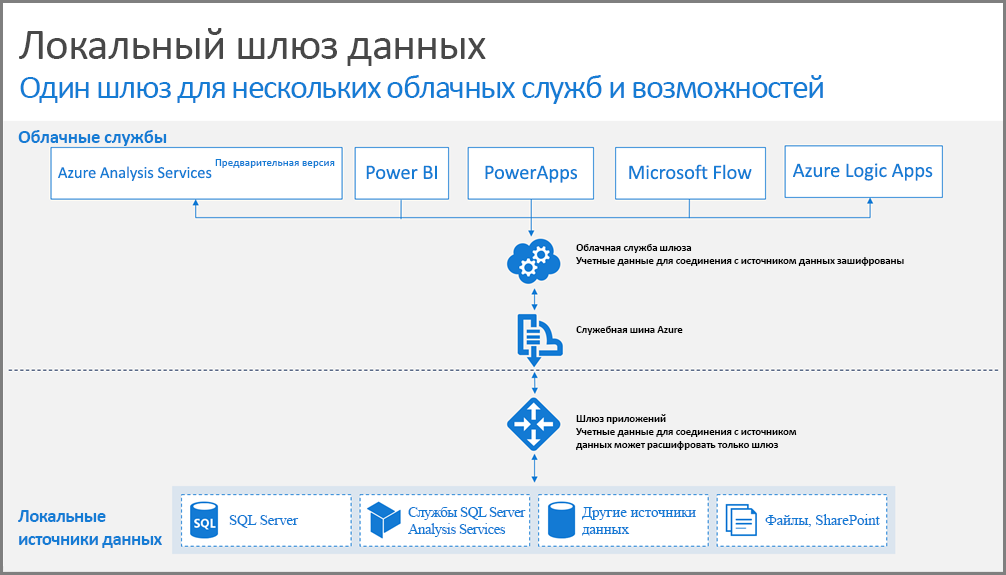 Локальный шлюз данных
Один шлюз для нескольких облачных служб и возможностей
Облачные службы
Azure Analysis Services Предварительная версия
Power BI
PowerApps
Microsoft Flow
Azure Logic Apps
Облачная служба шлюза
Учетные данные для соединения с источником данных зашифрованы
Служебная шина Azure
Шлюз приложений
Учетные данные для соединения с источником
данных может расшифровать только шлюз
Локальные
источники данных
SQL
SQL Server
Службы SQL Server
Analysis Services
Другие источники
данных
Файлы, SharePoint